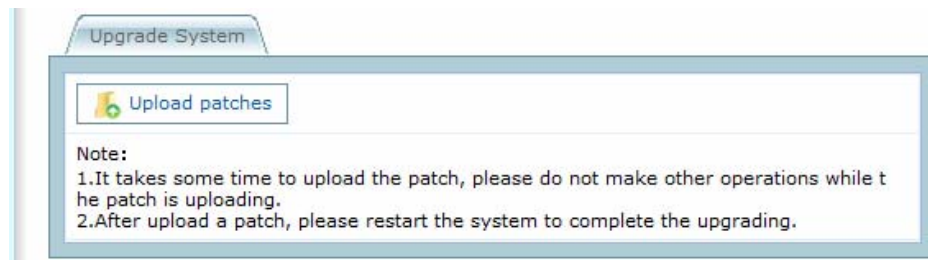 Upgrade System
Upload patches
Note:
1.It takes some time to upload the patch, please do not make other operations while t
he patch is uploading.
2.After upload a patch, please restart the system to complete the upgrading.